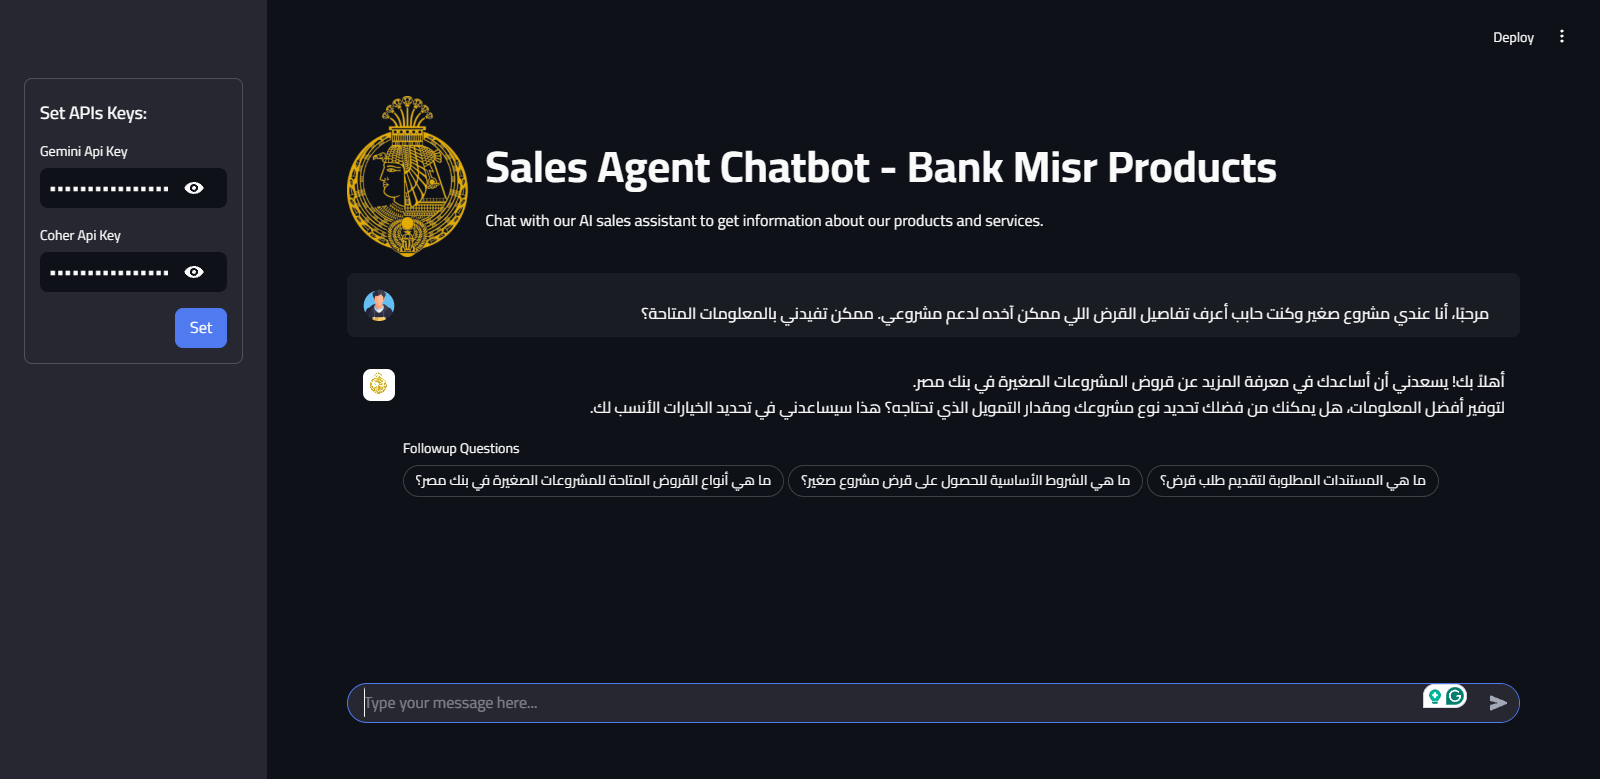 Deploy
Set APIs Keys:
Gemini Api Key
Coher Api Key
Set
Sales Agent Chatbot - Bank Misr Products
Chat with our AI sales assistant to get information about our products and services.
مرحبًا، أنا عندي مشروع صغير وكنت حابب أعرف تفاصيل القرض اللي ممكن آخده لدعم مشروعي. ممكن تفيدني بالمعلومات المتاحة؟
أهلاً بك! يسعدني أن أساعدك في معرفة المزيد عن قروض المشروعات الصغيرة في بنك مصر.
لتوفير أفضل المعلومات، هل يمكنك من فضلك تحديد نوع مشروعك ومقدار التمويل الذي تحتاجه؟ هذا سيساعدني في تحديد الخيارات الأنسب لك.
Followup Questions
ما هي أنواع القروض المتاحة للمشروعات الصغيرة في بنك مصر؟
ما هي الشروط الأساسية للحصول على قرض مشروع صغير؟
ما هي المستندات المطلوبة لتقديم طلب قرض؟
Type your message here...